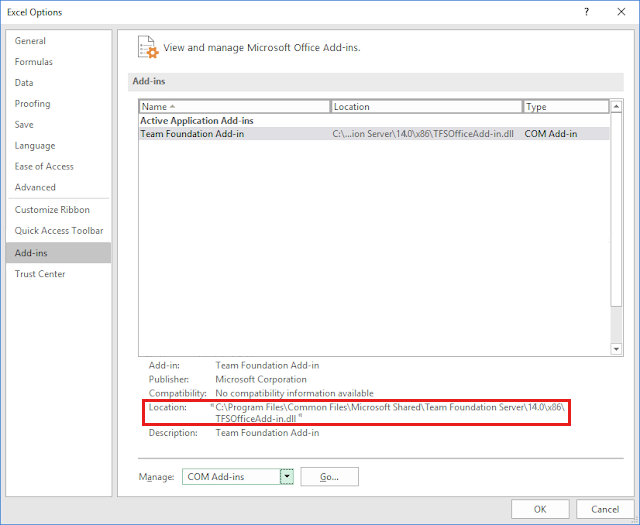 Excel Options
?
General
Formulas
Data
Proofing
Save
Language
Ease of Access
Advanced
Customize Ribbon
Quick Access Toolbar
Add-ins
Trust Center
View and manage Microsoft Office Add-ins.
Add-ins
Name Location Type
Active Application Add-ins
Team Foundation Add-in C:\...ion Server\14.0\x86\TFSOfficeAdd-in.dll COM Add-in
Add-in: Team Foundation Add-in
Publisher: Microsoft Corporation
Compatibility: No compatibility information available
Location: "C:\Program Files\Common Files\Microsoft Shared\Team Foundation Server\14.0\x86\
TFSOfficeAdd-in.dll"
Description: Team Foundation Add-in
Manage: COM Add-ins Go...
OK Cancel